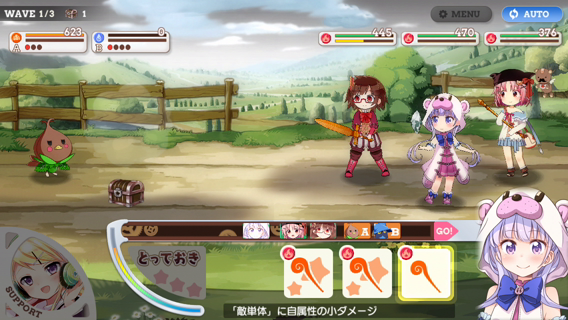 WAVE 1/3 1
MENU
AUTO
623
A
0
B
445
470
376
A
B
GO!
とっておき
SUPPORT
「敵単体」に自属性の小ダメージ